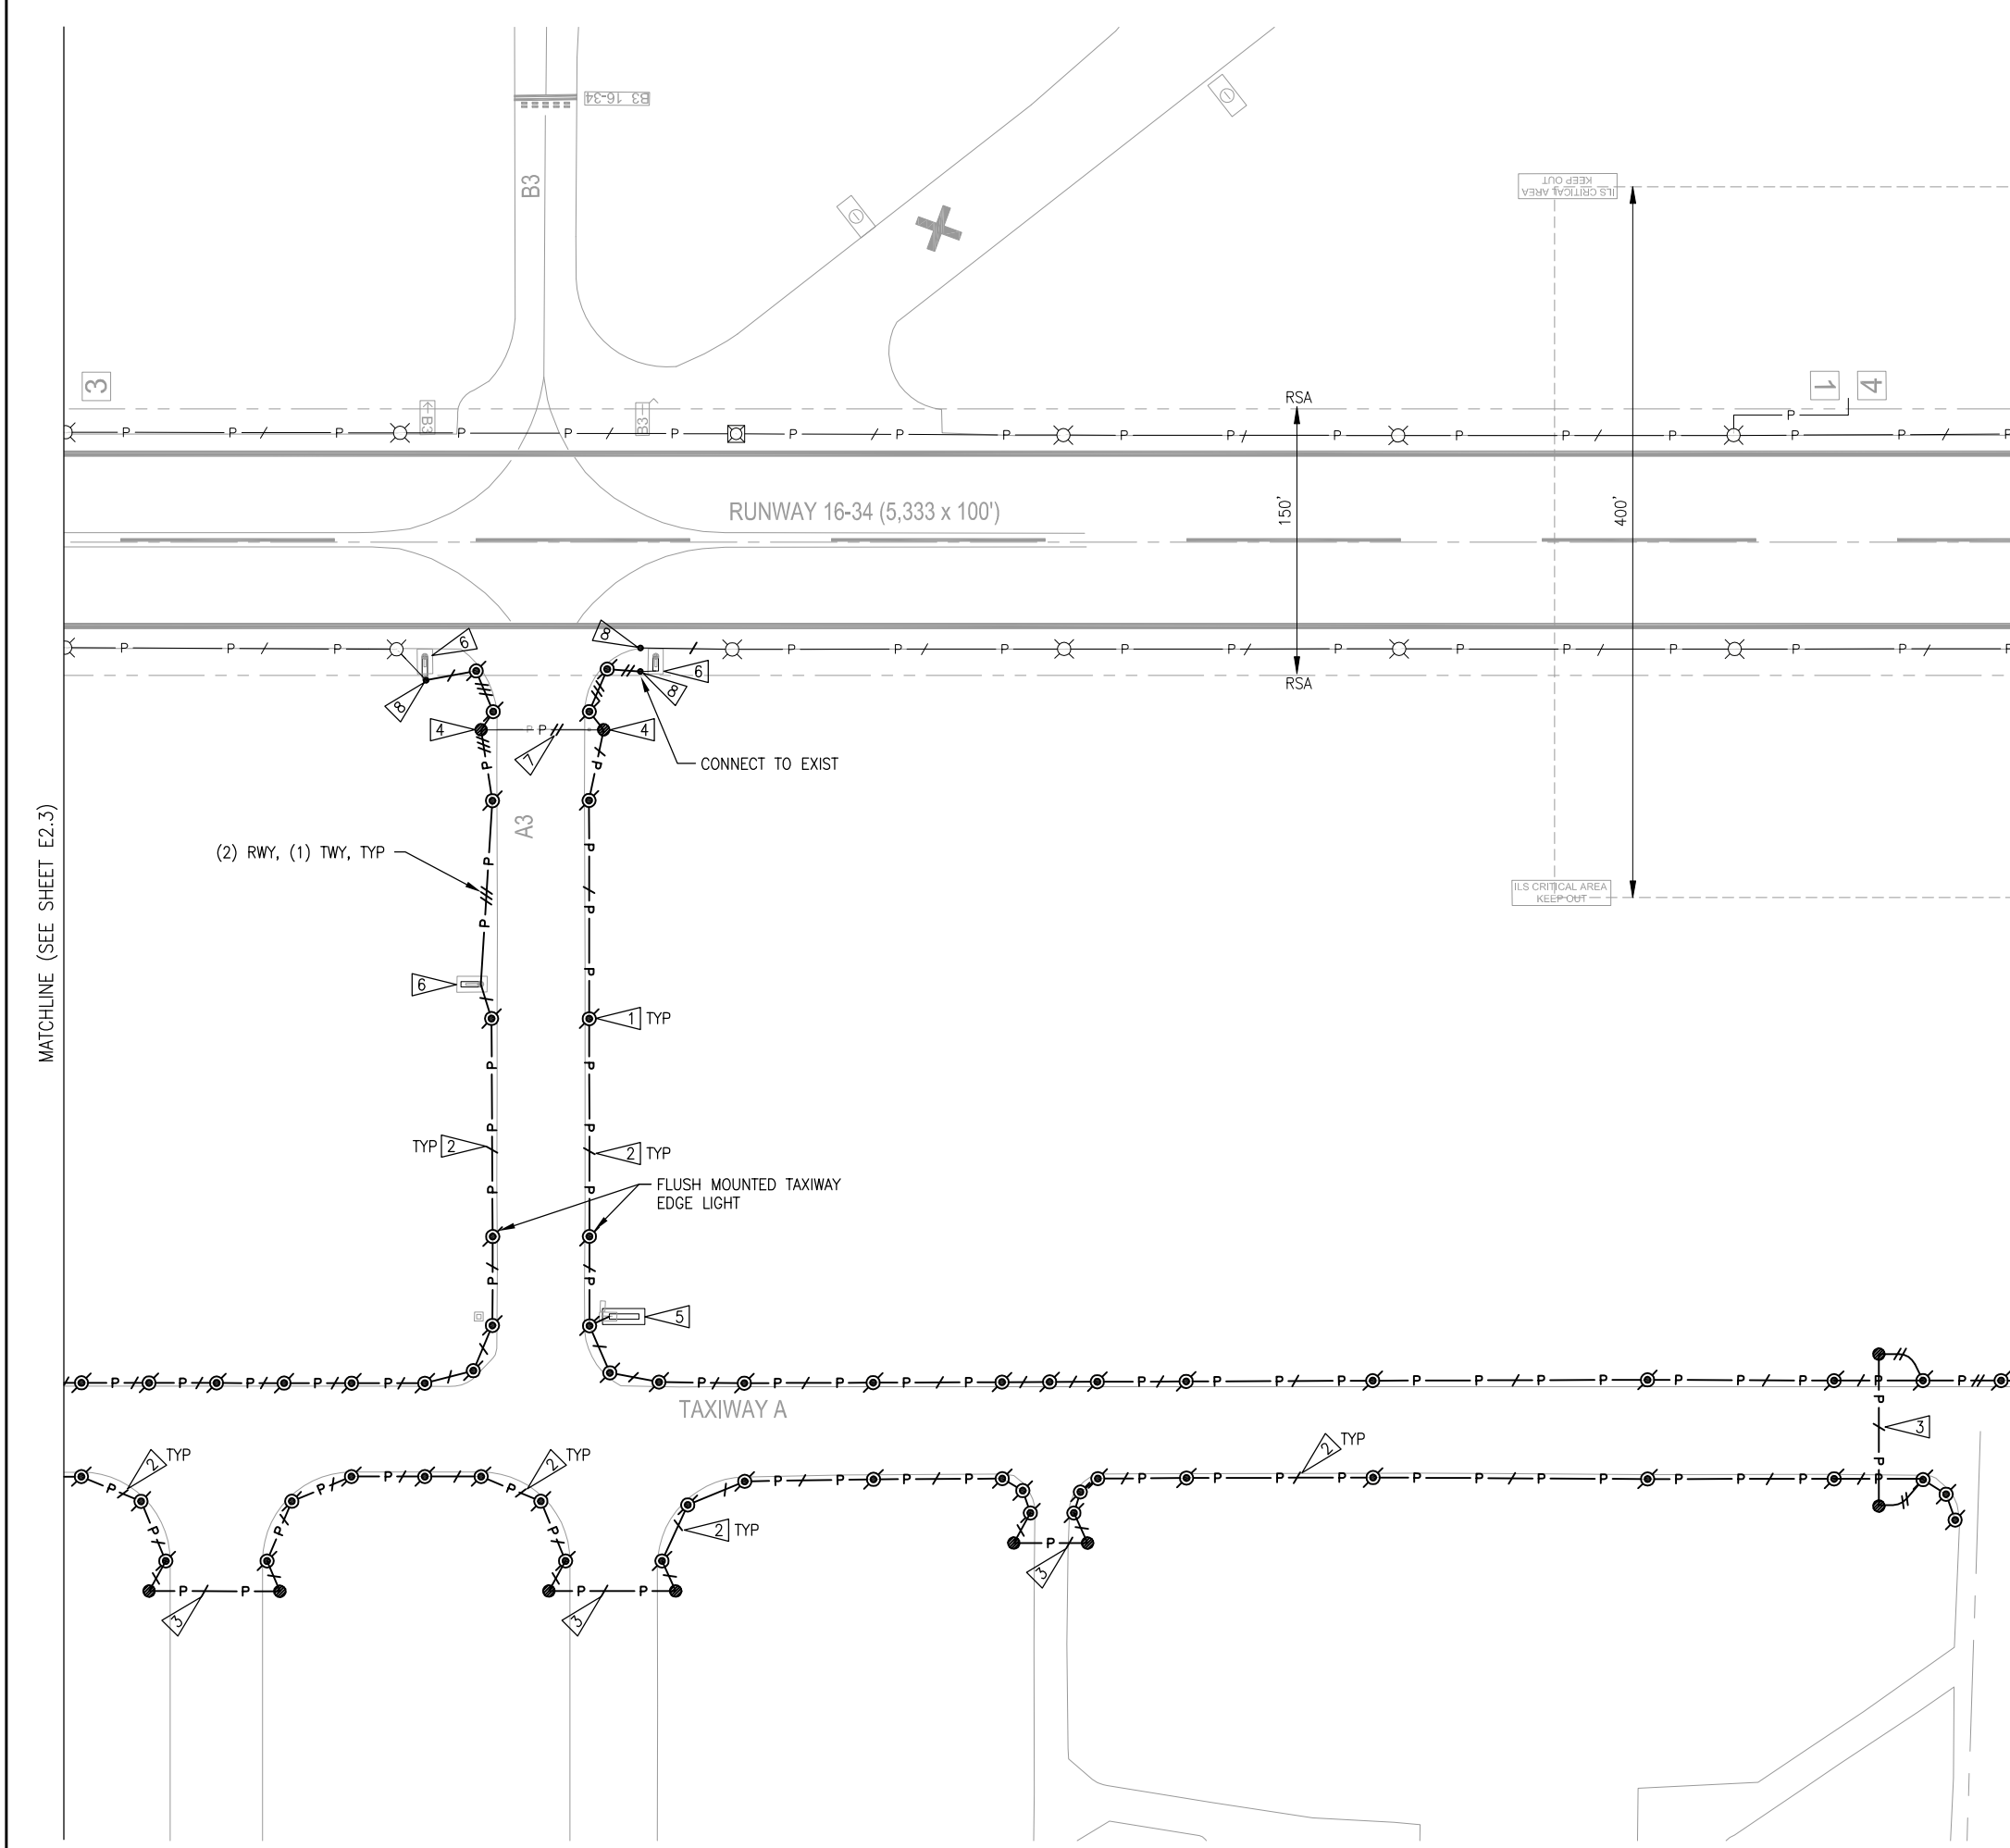 B3 16-34
B3
ILS CRITICAL AREA
KEEP OUT
3
←B3
B3
RSA
1
4
P P P P P P P P P P P P P P P P P P
RUNWAY 16-34 (5,333 x 100')
150'
400'
8
6
P P P P P P P P P P P P P P
6
8
8
RSA
4
P
7
4
CONNECT TO EXIST
P
P
A3
MATCHLINE (SEE SHEET E2.3)
(2) RWY, (1) TWY, TYP
P
P
P
P
ILS CRITICAL AREA
KEEP OUT
6
P
1 TYP
P
P
P
P
TYP 2
2 TYP
P
P
FLUSH MOUNTED TAXIWAY
EDGE LIGHT
P
P
5
P P P P P P P P P P P P P P P P P P P P P P P P
TAXIWAY A
P
3
2 TYP
2 TYP
2 TYP
P P P P P P P P P P P P P P P
P
P
P
2 TYP
P
3
P P
3
P P
3